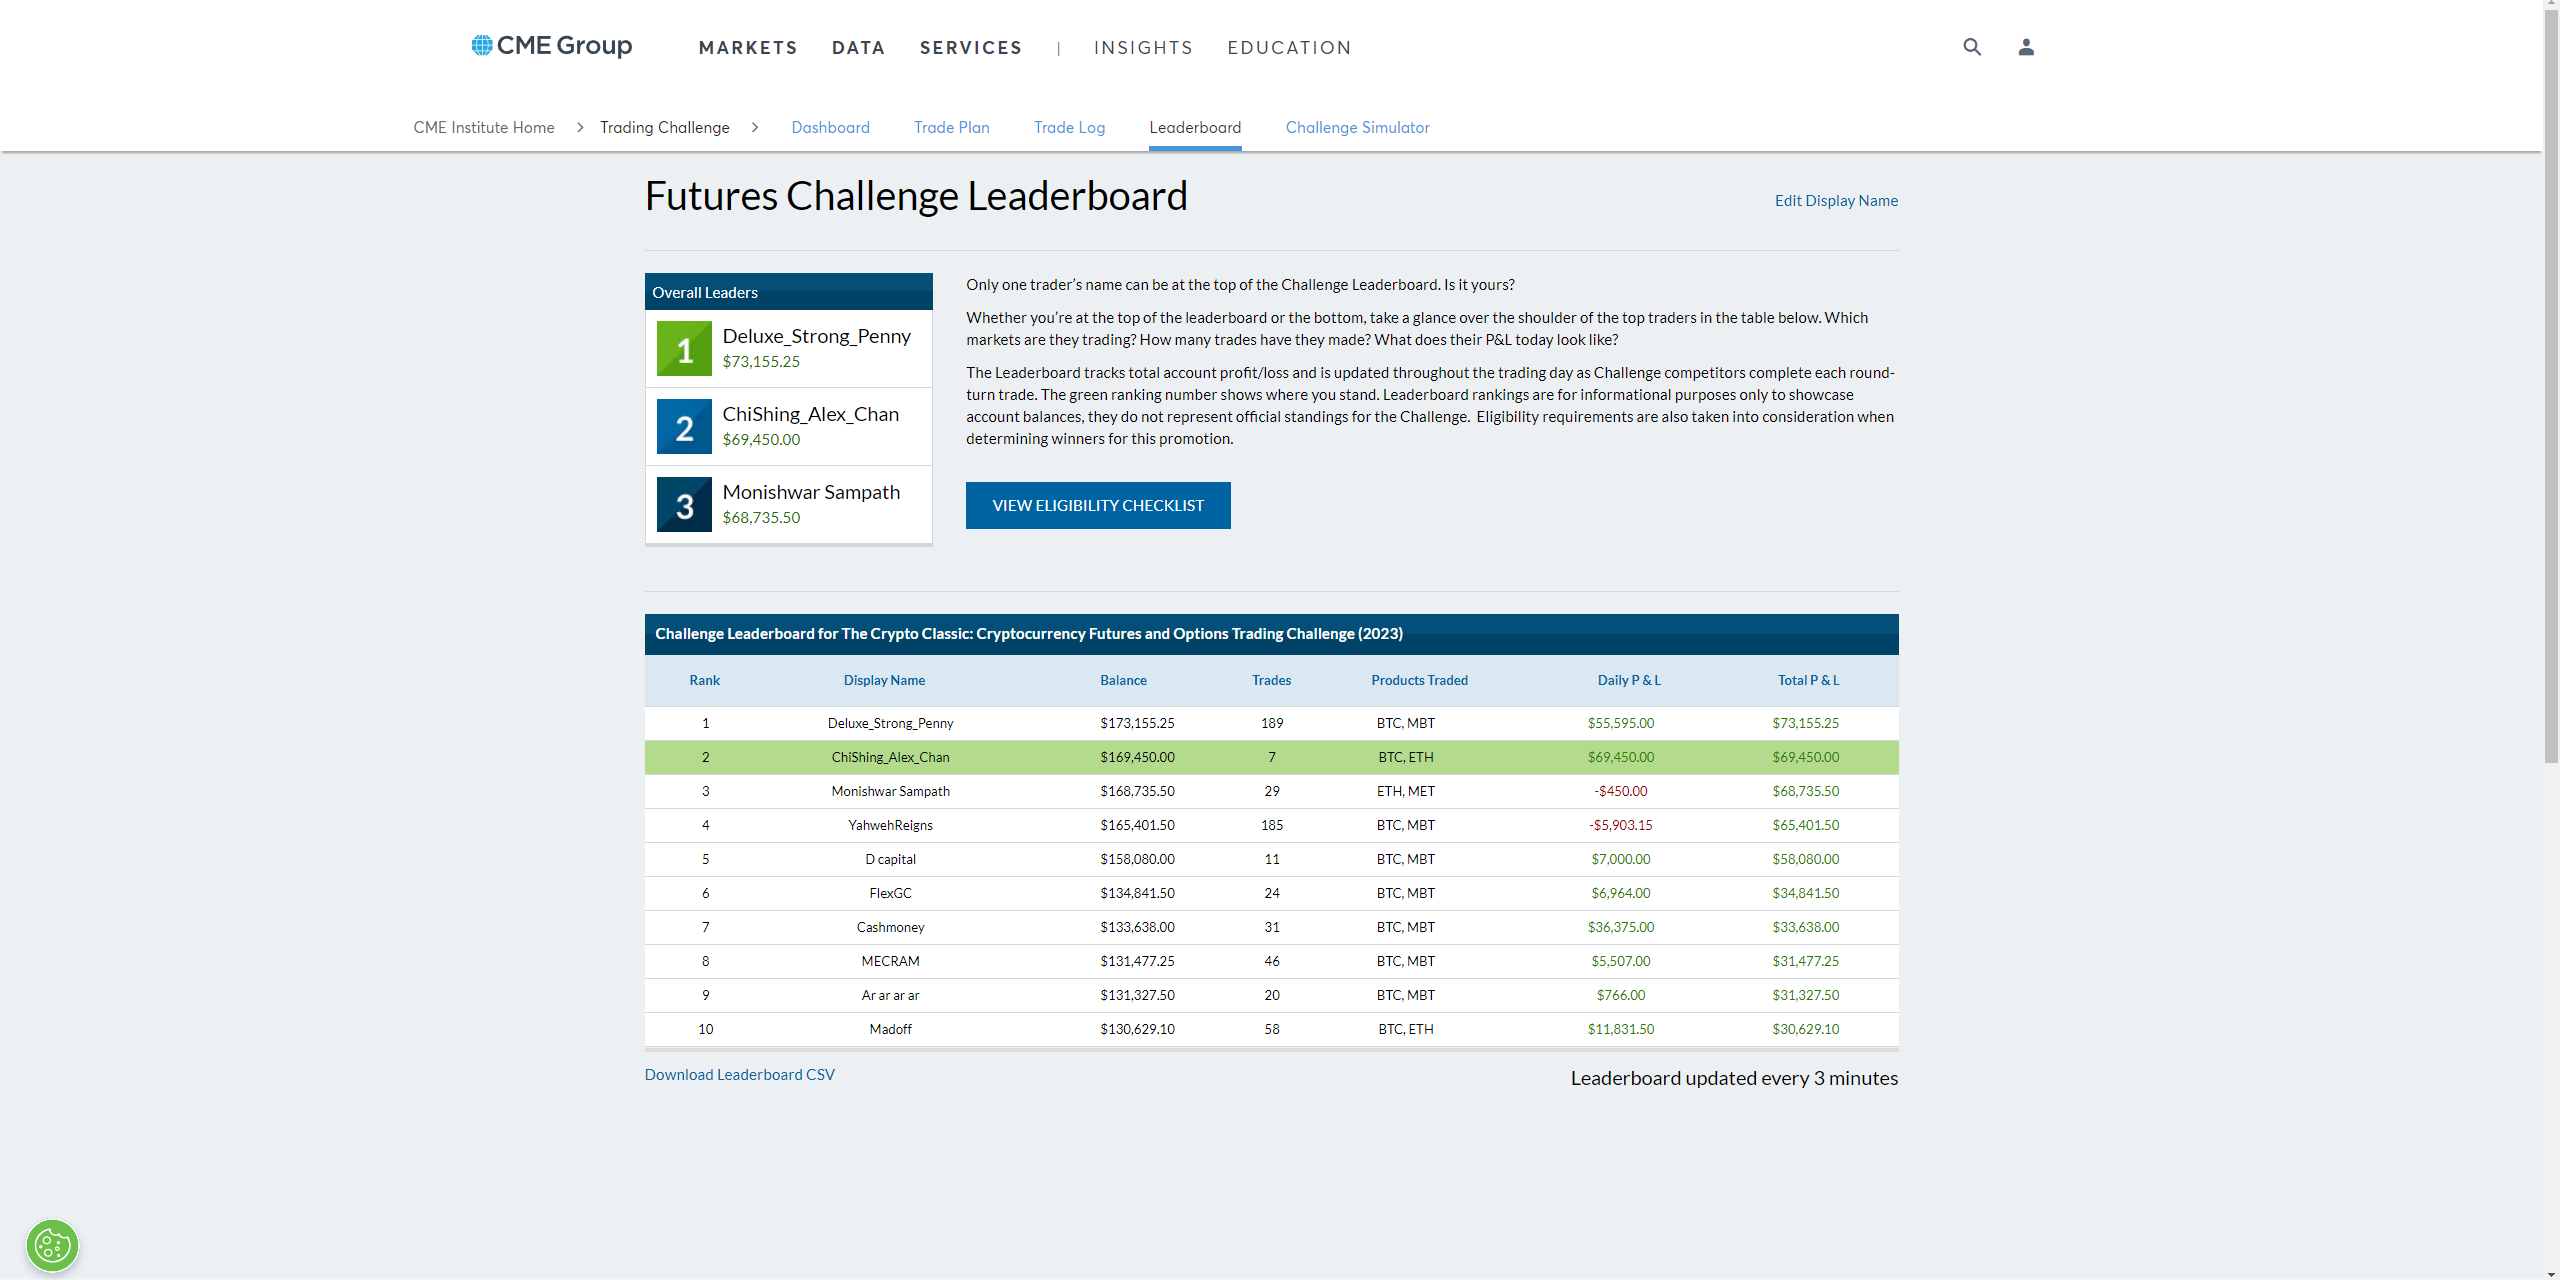 CME Group
MARKETS DATA SERVICES | INSIGHTS EDUCATION
CME Institute Home > Trading Challenge > Dashboard Trade Plan Trade Log Leaderboard Challenge Simulator
Futures Challenge Leaderboard
Edit Display Name
Overall Leaders
1 Deluxe_Strong_Penny
$73,155.25
2 ChiShing_Alex_Chan
$69,450.00
3 Monishwar Sampath
$68,735.50
Only one trader’s name can be at the top of the Challenge Leaderboard. Is it yours?
Whether you’re at the top of the leaderboard or the bottom, take a glance over the shoulder of the top traders in the table below. Which
markets are they trading? How many trades have they made? What does their P&L today look like?
The Leaderboard tracks total account profit/loss and is updated throughout the trading day as Challenge competitors complete each round-
turn trade. The green ranking number shows where you stand. Leaderboard rankings are for informational purposes only to showcase
account balances, they do not represent official standings for the Challenge. Eligibility requirements are also taken into consideration when
determining winners for this promotion.
VIEW ELIGIBILITY CHECKLIST
Challenge Leaderboard for The Crypto Classic: Cryptocurrency Futures and Options Trading Challenge (2023)
Rank Display Name Balance Trades Products Traded Daily P & L Total P & L
1 Deluxe_Strong_Penny $173,155.25 189 BTC, MBT $55,595.00 $73,155.25
2 ChiShing_Alex_Chan $169,450.00 7 BTC, ETH $69,450.00 $69,450.00
3 Monishwar Sampath $168,735.50 29 ETH, MET -$450.00 $68,735.50
4 YahwehReigns $165,401.50 185 BTC, MBT -$5,903.15 $65,401.50
5 D capital $158,080.00 11 BTC, MBT $7,000.00 $58,080.00
6 FlexGC $134,841.50 24 BTC, MBT $6,964.00 $34,841.50
7 Cashmoney $133,638.00 31 BTC, MBT $36,375.00 $33,638.00
8 MECRAM $131,477.25 46 BTC, MBT $5,507.00 $31,477.25
9 Ar ar ar ar $131,327.50 20 BTC, MBT $766.00 $31,327.50
10 Madoff $130,629.10 58 BTC, ETH $11,831.50 $30,629.10
Download Leaderboard CSV
Leaderboard updated every 3 minutes